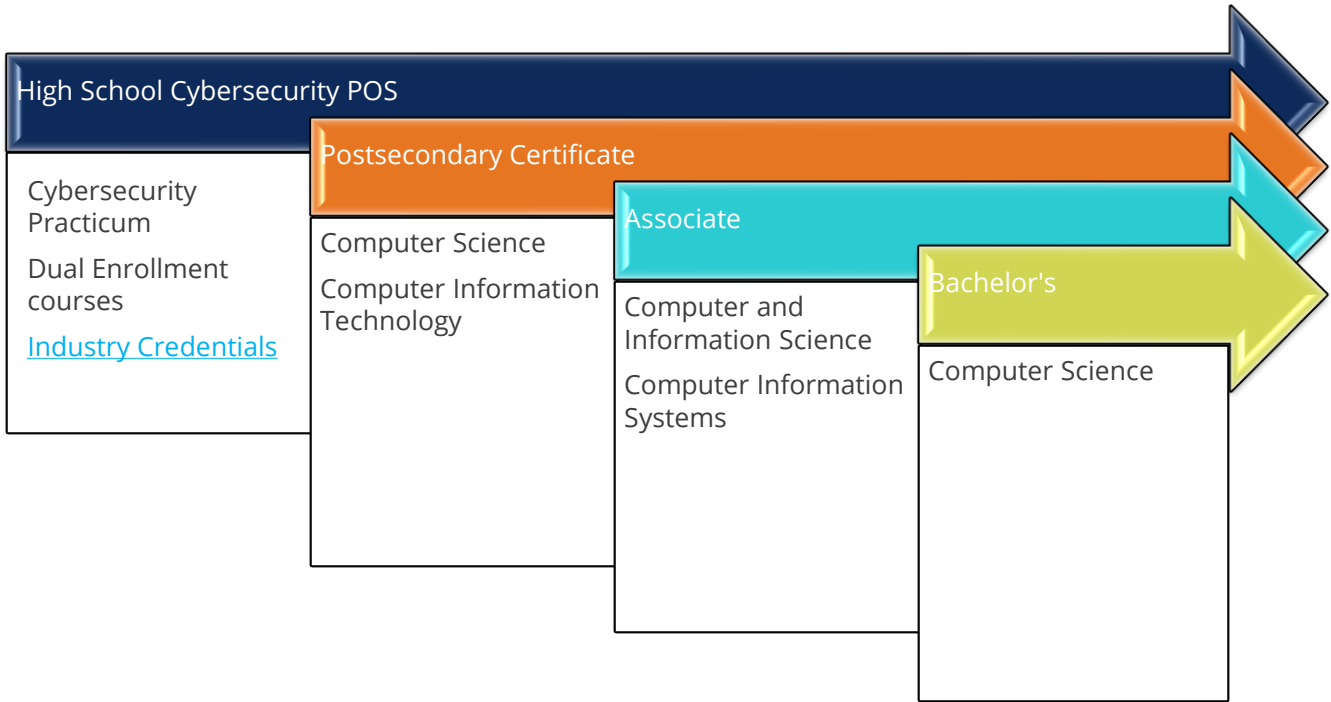 High School Cybersecurity POS
Cybersecurity
Practicum
Dual Enrollment
courses
Industry Credentials
Postsecondary Certificate
Computer Science
Computer Information
Technology
Associate
Computer and
Information Science
Computer Information
Systems
Bachelor's
Computer Science